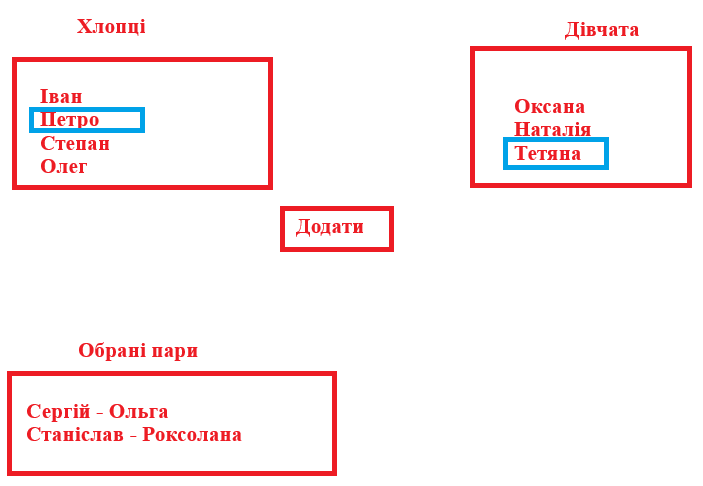 Хлопці
Іван
Петро
Степан
Олег
Дівчата
Оксана
Наталія
Тетяна
Додати
Обрані пари
Сергій - Ольга
Станіслав - Роксолана